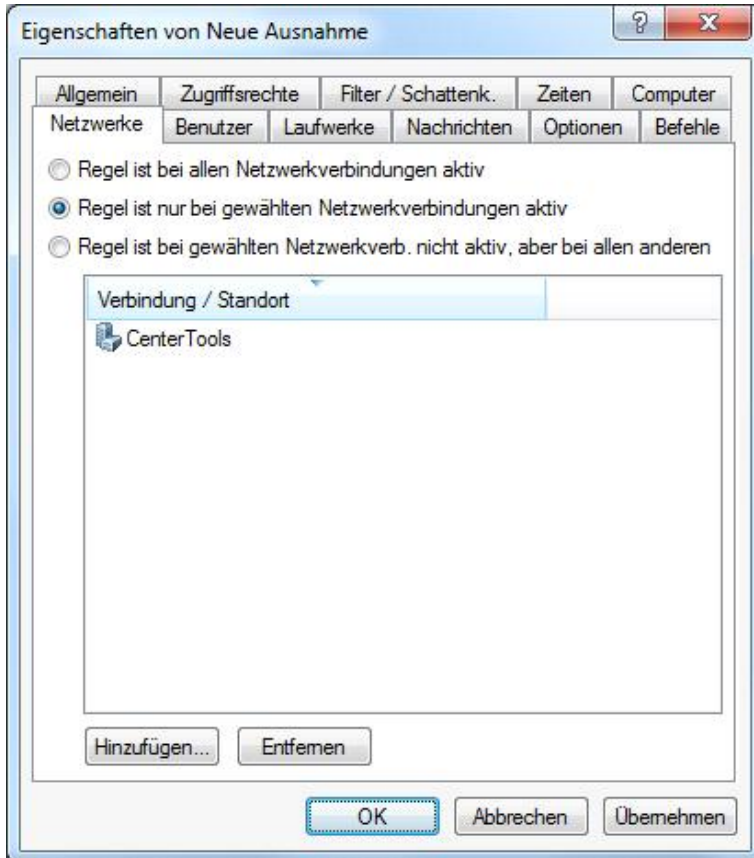 Eigenschaften von Neue Ausnahme
Allgemein Zugriffsrechte Filter / Schattenk. Zeiten Computer
Netzwerke Benutzer Laufwerke Nachrichten Optionen Befehle
Regel ist bei allen Netzwerkverbindungen aktiv
Regel ist nur bei gewählten Netzwerkverbindungen aktiv
Regel ist bei gewählten Netzwerkverb. nicht aktiv, aber bei allen anderen
Verbindung / Standort
CenterTools
Hinzufügen... Entfernen
OK Abbrechen Übernehmen